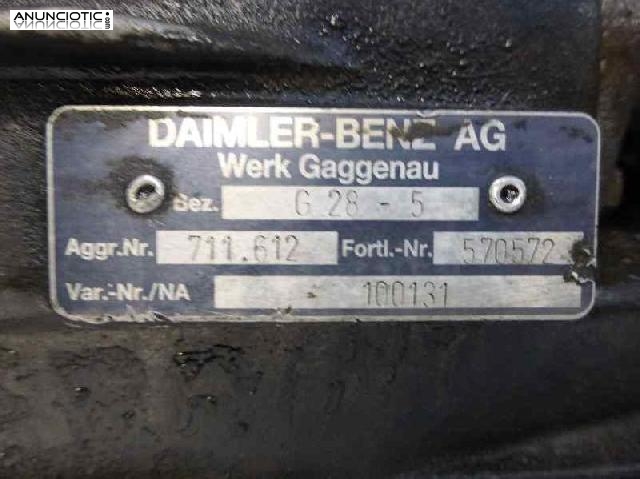 ANUNCIOTIC.com
DAIMLER-BENZ AG
Werk Gaggenau
Bez. G 28 - 5
Aggr.Nr. 711.612 Fortl.-Nr. 570572
Var.-Nr./NA 100131